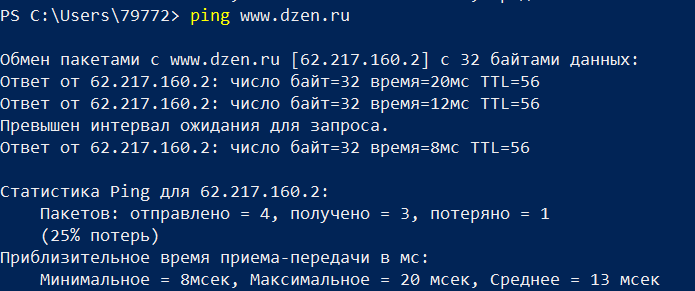 PS C:\Users\79772> ping www.dzen.ru
Обмен пакетами с www.dzen.ru [62.217.160.2] с 32 байтами данных:
Ответ от 62.217.160.2: число байт=32 время=20мс TTL=56
Ответ от 62.217.160.2: число байт=32 время=12мс TTL=56
Превышен интервал ожидания для запроса.
Ответ от 62.217.160.2: число байт=32 время=8мс TTL=56
Статистика Ping для 62.217.160.2:
Пакетов: отправлено = 4, получено = 3, потеряно = 1
(25% потерь)
Приблизительное время приема-передачи в мс:
Минимальное = 8мсек, Максимальное = 20 мсек, Среднее = 13 мсек